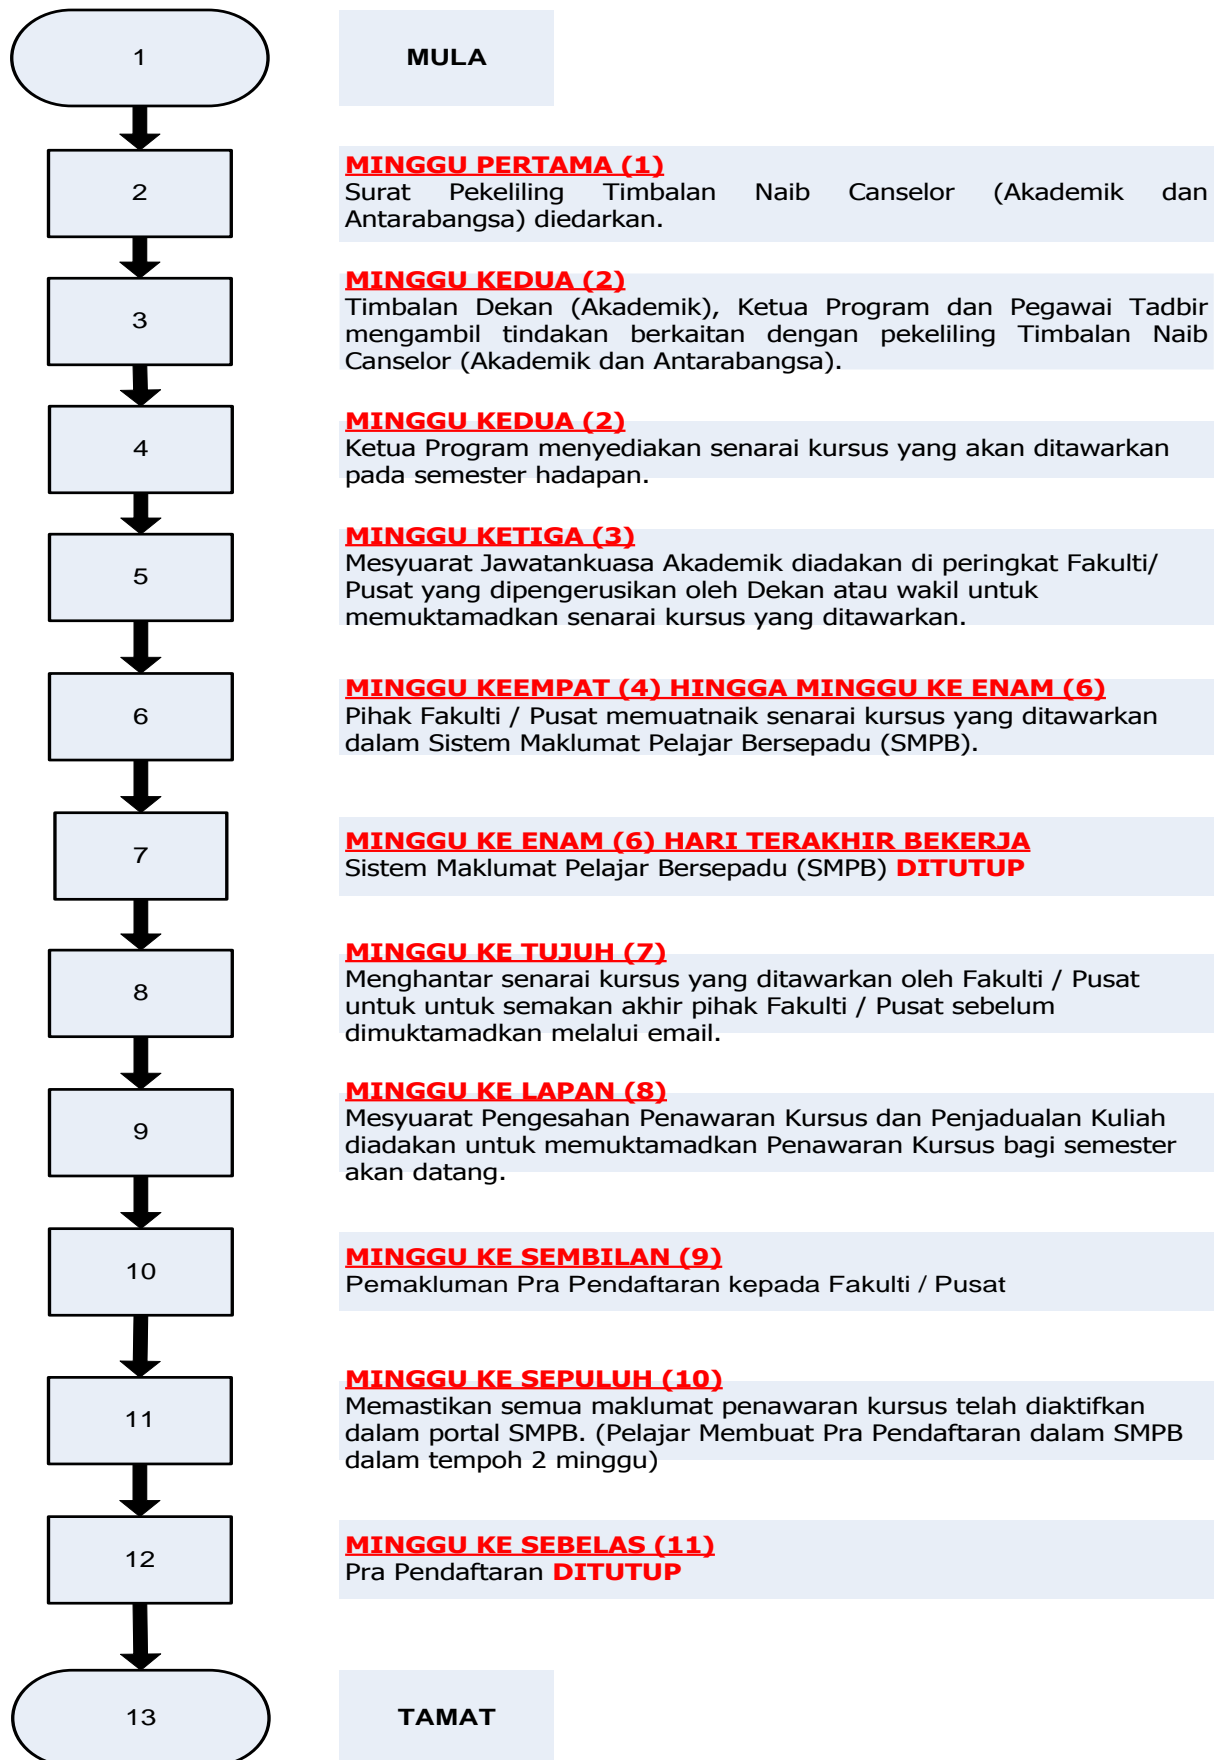 1
MULA
2
MINGGU PERTAMA (1)
Surat Pekeliling Timbalan Naib Canselor (Akademik dan
Antarabangsa) diedarkan.
3
MINGGU KEDUA (2)
Timbalan Dekan (Akademik), Ketua Program dan Pegawai Tadbir
mengambil tindakan berkaitan dengan pekeliling Timbalan Naib
Canselor (Akademik dan Antarabangsa).
4
MINGGU KEDUA (2)
Ketua Program menyediakan senarai kursus yang akan ditawarkan
pada semester hadapan.
5
MINGGU KETIGA (3)
Mesyuarat Jawatankuasa Akademik diadakan di peringkat Fakulti/
Pusat yang dipengerusikan oleh Dekan atau wakil untuk
memuktamadkan senarai kursus yang ditawarkan.
6
MINGGU KEEMPAT (4) HINGGA MINGGU KE ENAM (6)
Pihak Fakulti / Pusat memuatnaik senarai kursus yang ditawarkan
dalam Sistem Maklumat Pelajar Bersepadu (SMPB).
7
MINGGU KE ENAM (6) HARI TERAKHIR BEKERJA
Sistem Maklumat Pelajar Bersepadu (SMPB) DITUTUP
8
MINGGU KE TUJUH (7)
Menghantar senarai kursus yang ditawarkan oleh Fakulti / Pusat
untuk untuk semakan akhir pihak Fakulti / Pusat sebelum
dimuktamadkan melalui email.
9
MINGGU KE LAPAN (8)
Mesyuarat Pengesahan Penawaran Kursus dan Penjadualan Kuliah
diadakan untuk memuktamadkan Penawaran Kursus bagi semester
akan datang.
10
MINGGU KE SEMBILAN (9)
Pemakluman Pra Pendaftaran kepada Fakulti / Pusat
11
MINGGU KE SEPULUH (10)
Memastikan semua maklumat penawaran kursus telah diaktifkan
dalam portal SMPB. (Pelajar Membuat Pra Pendaftaran dalam SMPB
dalam tempoh 2 minggu)
12
MINGGU KE SEBELAS (11)
Pra Pendaftaran DITUTUP
13
TAMAT